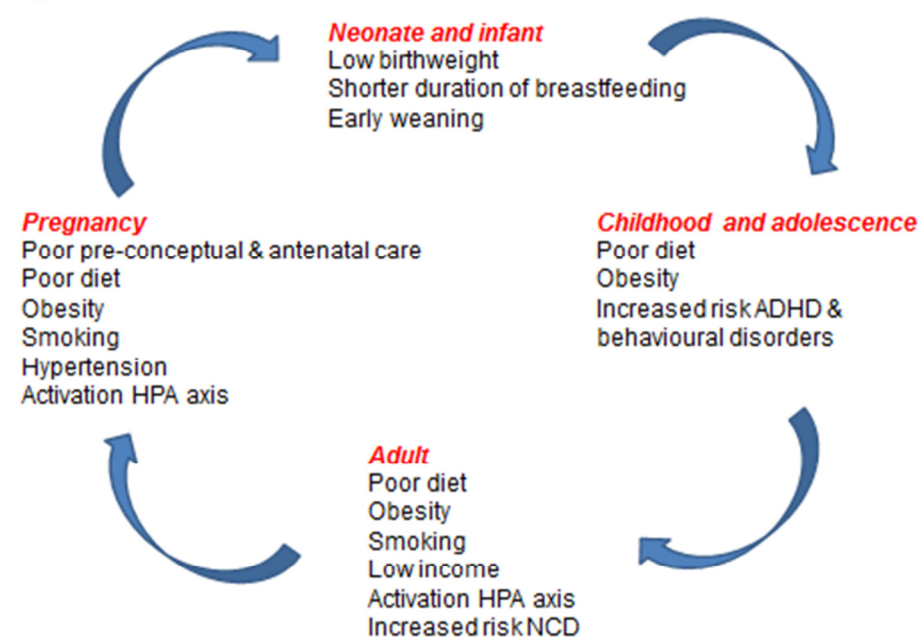 Neonate and infant
Low birthweight
Shorter duration of breastfeeding
Early weaning
Childhood and adolescence
Poor diet
Obesity
Increased risk ADHD &
behavioural disorders
Adult
Poor diet
Obesity
Smoking
Low income
Activation HPA axis
Increased risk NCD
Pregnancy
Poor pre-conceptual & antenatal care
Poor diet
Obesity
Smoking
Hypertension
Activation HPA axis